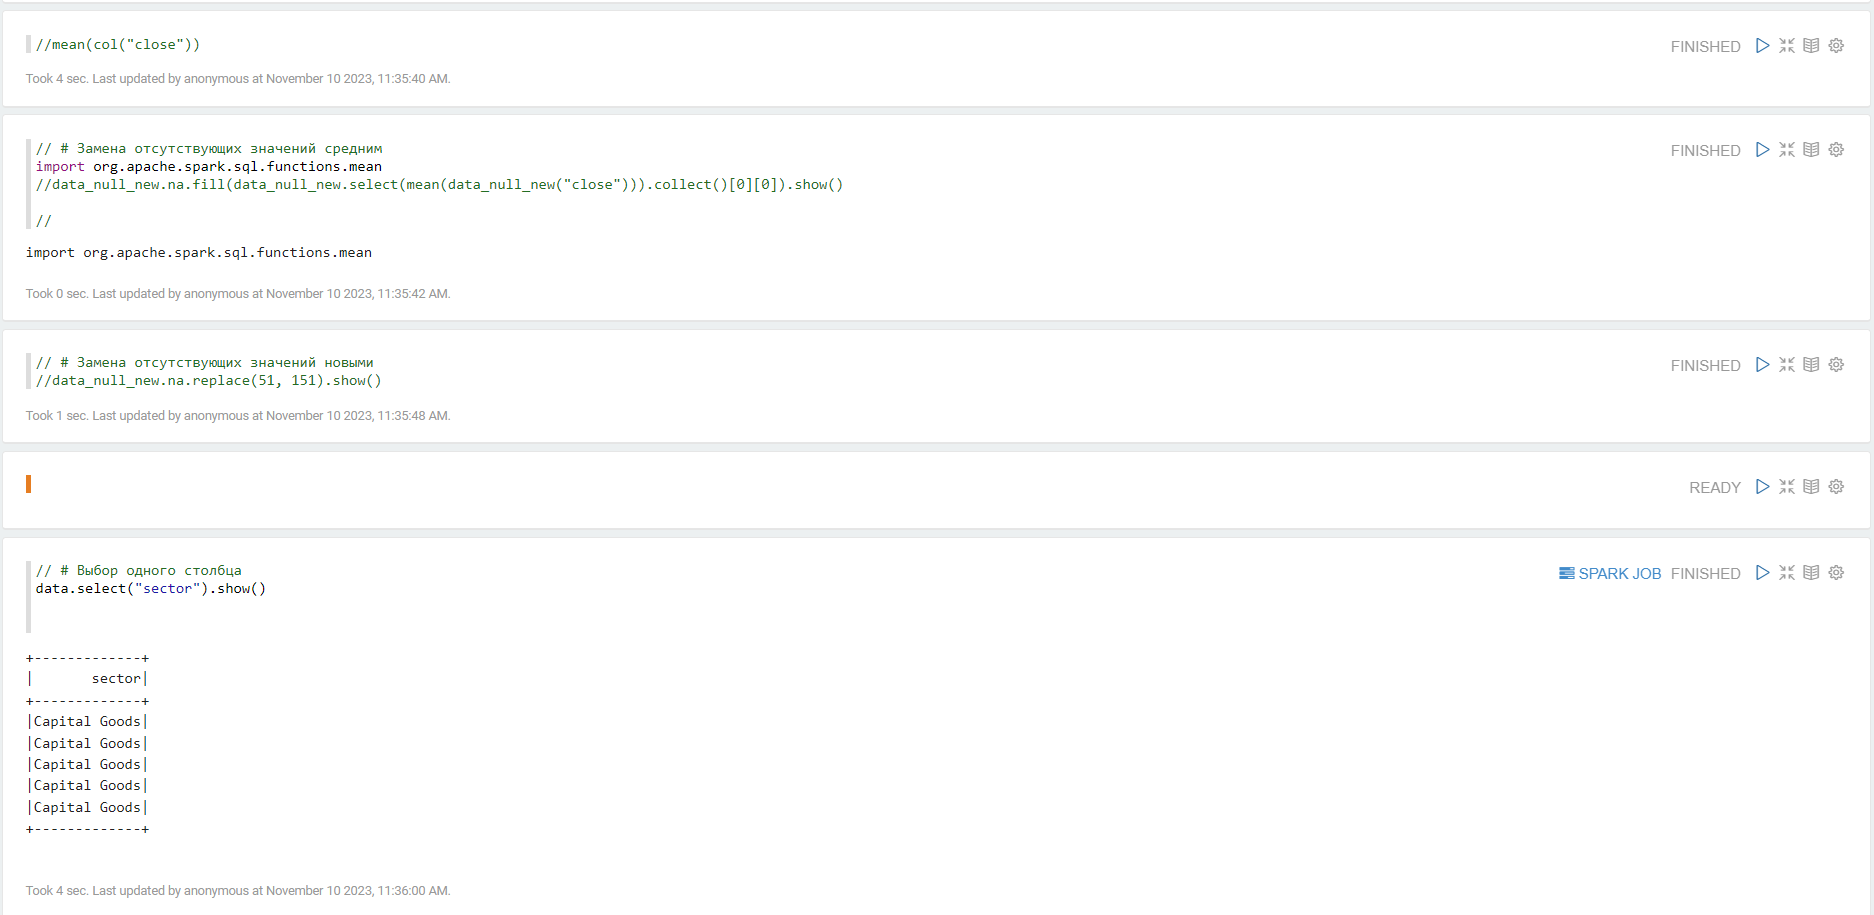 //mean(col("close"))
FINISHED
Took 4 sec. Last updated by anonymous at November 10 2023, 11:35:40 AM.
// # Замена отсутствующих значений средним
FINISHED
import org.apache.spark.sql.functions.mean
//data_null_new.na.fill(data_null_new.select(mean(data_null_new("close"))).collect()[0][0]).show()
//
import org.apache.spark.sql.functions.mean
Took 0 sec. Last updated by anonymous at November 10 2023, 11:35:42 AM.
// # Замена отсутствующих значений новыми
FINISHED
//data_null_new.na.replace(51, 151).show()
Took 1 sec. Last updated by anonymous at November 10 2023, 11:35:48 AM.
READY
// # Выбор одного столбца
SPARK JOB FINISHED
data.select("sector").show()
+-------------+
|       sector|
+-------------+
|Capital Goods|
|Capital Goods|
|Capital Goods|
|Capital Goods|
|Capital Goods|
+-------------+
Took 4 sec. Last updated by anonymous at November 10 2023, 11:36:00 AM.